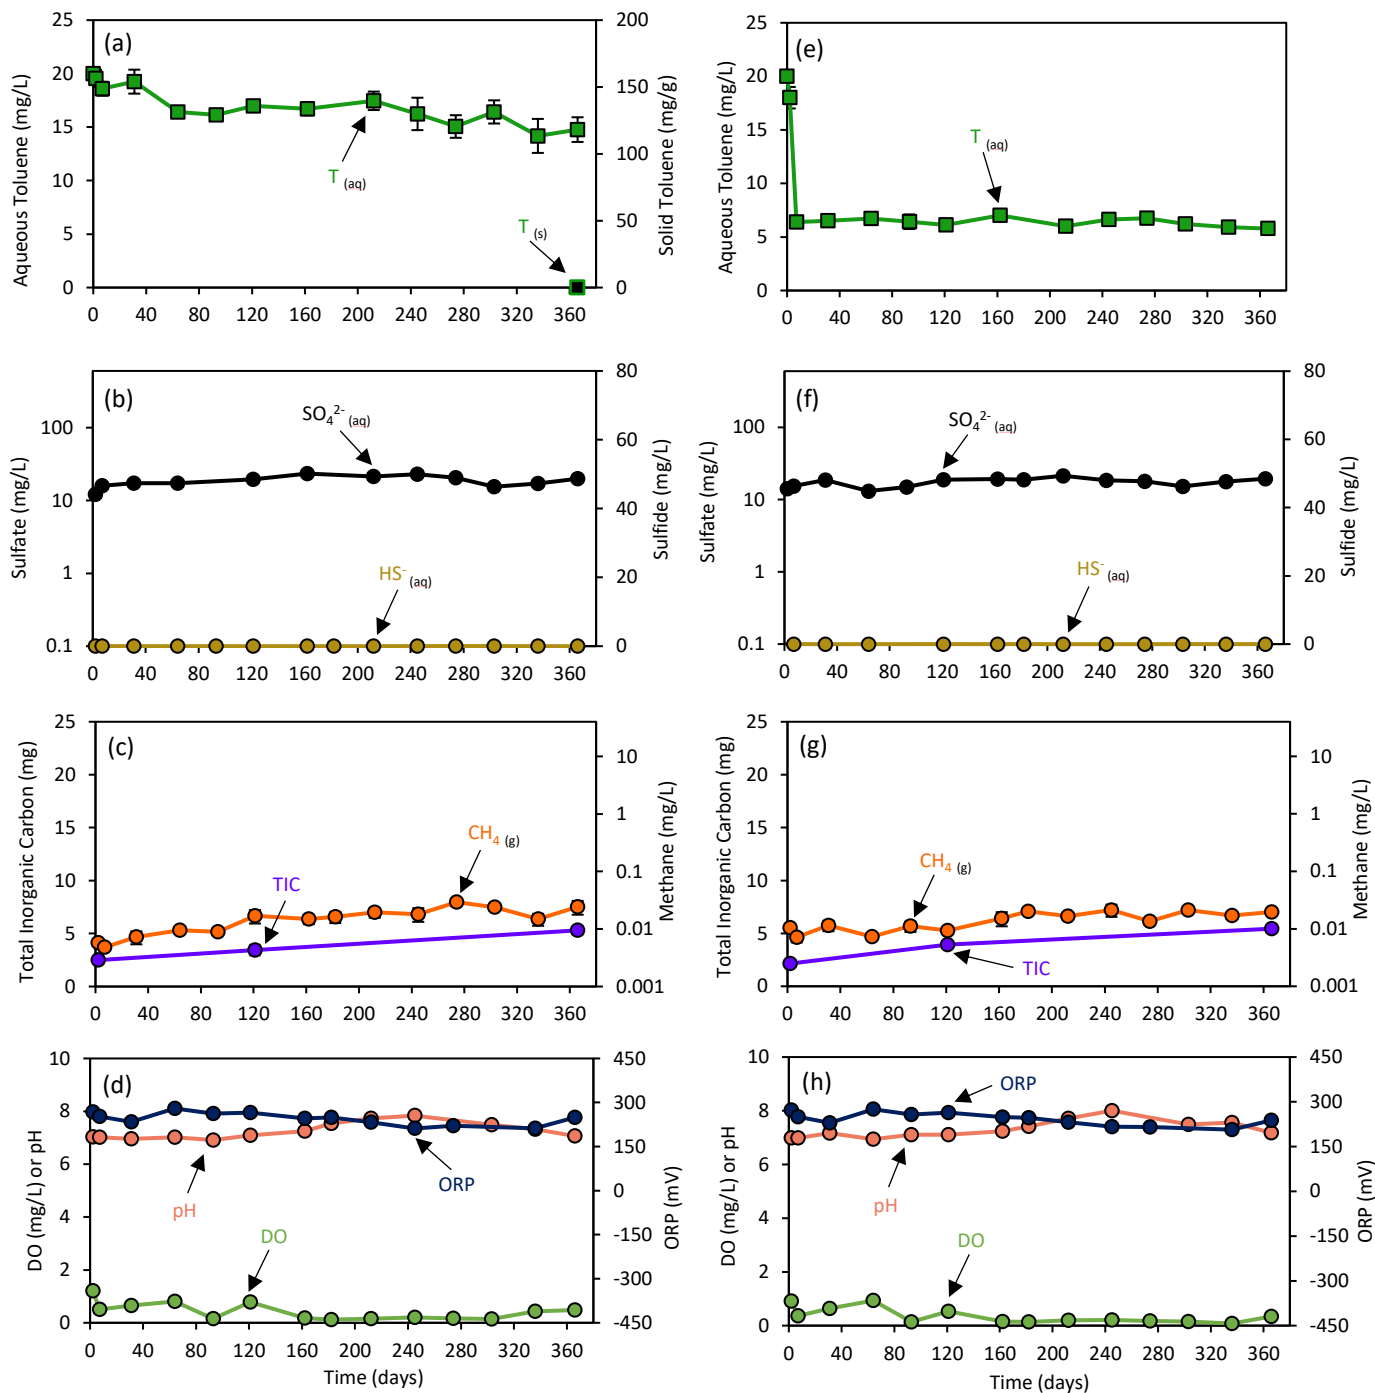 (a)
25
20
15
10
5
0
Aqueous Toluene (mg/L)
200
150
100
50
0
Solid Toluene (mg/g)
T (aq)
T (s)
0 40 80 120 160 200 240 280 320 360
(e)
25
20
15
10
5
0
Aqueous Toluene (mg/L)
T (aq)
0 40 80 120 160 200 240 280 320 360
(b)
100
10
1
0.1
Sulfate (mg/L)
80
60
40
20
0
Sulfide (mg/L)
SO₄²⁻ (aq)
HS⁻ (aq)
0 40 80 120 160 200 240 280 320 360
(f)
100
10
1
0.1
Sulfate (mg/L)
80
60
40
20
0
Sulfide (mg/L)
SO₄²⁻ (aq)
HS⁻ (aq)
0 40 80 120 160 200 240 280 320 360
(c)
25
20
15
10
5
0
Total Inorganic Carbon (mg)
10
1
0.1
0.01
0.001
Methane (mg/L)
CH₄ (g)
TIC
0 40 80 120 160 200 240 280 320 360
(g)
25
20
15
10
5
0
Total Inorganic Carbon (mg)
10
1
0.1
0.01
0.001
Methane (mg/L)
CH₄ (g)
TIC
0 40 80 120 160 200 240 280 320 360
(d)
10
8
6
4
2
0
DO (mg/L) or pH
450
300
150
0
-150
-300
-450
ORP (mV)
ORP
pH
DO
0 40 80 120 160 200 240 280 320 360
Time (days)
(h)
10
8
6
4
2
0
DO (mg/L) or pH
450
300
150
0
-150
-300
-450
ORP (mV)
ORP
pH
DO
0 40 80 120 160 200 240 280 320 360
Time (days)